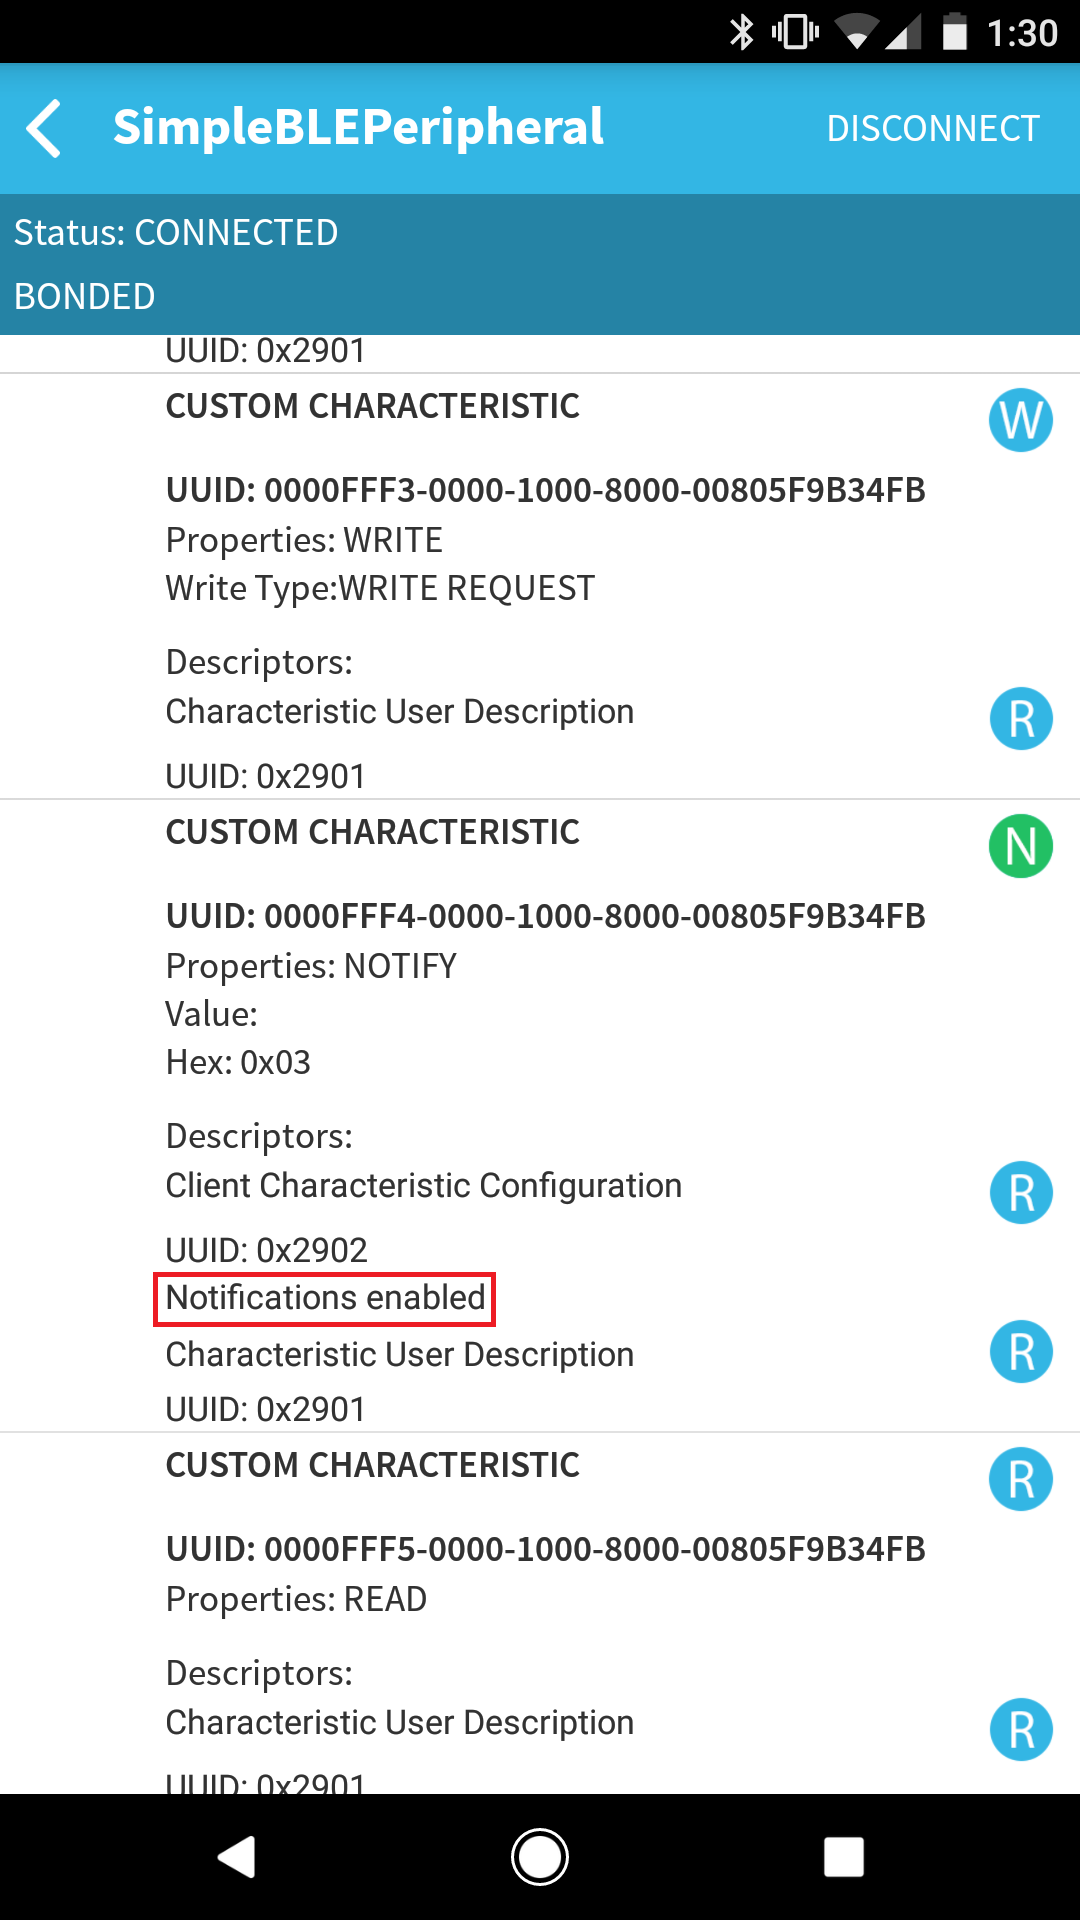 1:30
SimpleBLEPeripheral DISCONNECT
Status: CONNECTED
BONDED
UUID: 0x2901
CUSTOM CHARACTERISTIC W
UUID: 0000FFF3-0000-1000-8000-00805F9B34FB
Properties: WRITE
Write Type:WRITE REQUEST
Descriptors:
Characteristic User Description R
UUID: 0x2901
CUSTOM CHARACTERISTIC N
UUID: 0000FFF4-0000-1000-8000-00805F9B34FB
Properties: NOTIFY
Value:
Hex: 0x03
Descriptors:
Client Characteristic Configuration R
UUID: 0x2902
Notifications enabled
Characteristic User Description R
UUID: 0x2901
CUSTOM CHARACTERISTIC R
UUID: 0000FFF5-0000-1000-8000-00805F9B34FB
Properties: READ
Descriptors:
Characteristic User Description R
UUID: 0x2901